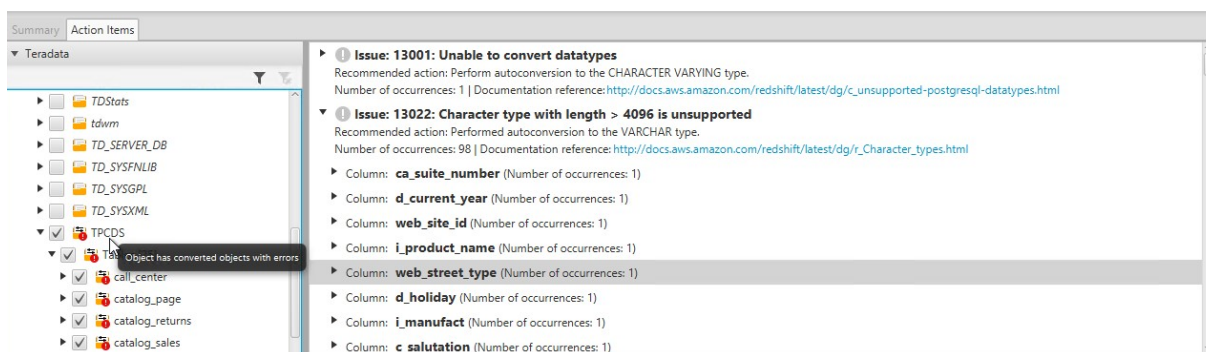 Summary Action Items
Teradata
TDStats
tdwm
TD_SERVER_DB
TD_SYSFNLIB
TD_SYSGPL
TD_SYSXML
TPCDS
Object has converted objects with errors
call_center
catalog_page
catalog_returns
catalog_sales
Issue: 13001: Unable to convert datatypes
Recommended action: Perform autoconversion to the CHARACTER VARYING type.
Number of occurrences: 1 | Documentation reference: http://docs.aws.amazon.com/redshift/latest/dg/c_unsupported-postgresql-datatypes.html
Issue: 13022: Character type with length > 4096 is unsupported
Recommended action: Performed autoconversion to the VARCHAR type.
Number of occurrences: 98 | Documentation reference: http://docs.aws.amazon.com/redshift/latest/dg/r_Character_types.html
Column: ca_suite_number (Number of occurrences: 1)
Column: d_current_year (Number of occurrences: 1)
Column: web_site_id (Number of occurrences: 1)
Column: i_product_name (Number of occurrences: 1)
Column: web_street_type (Number of occurrences: 1)
Column: d_holiday (Number of occurrences: 1)
Column: i_manufact (Number of occurrences: 1)
Column: c_salutation (Number of occurrences: 1)